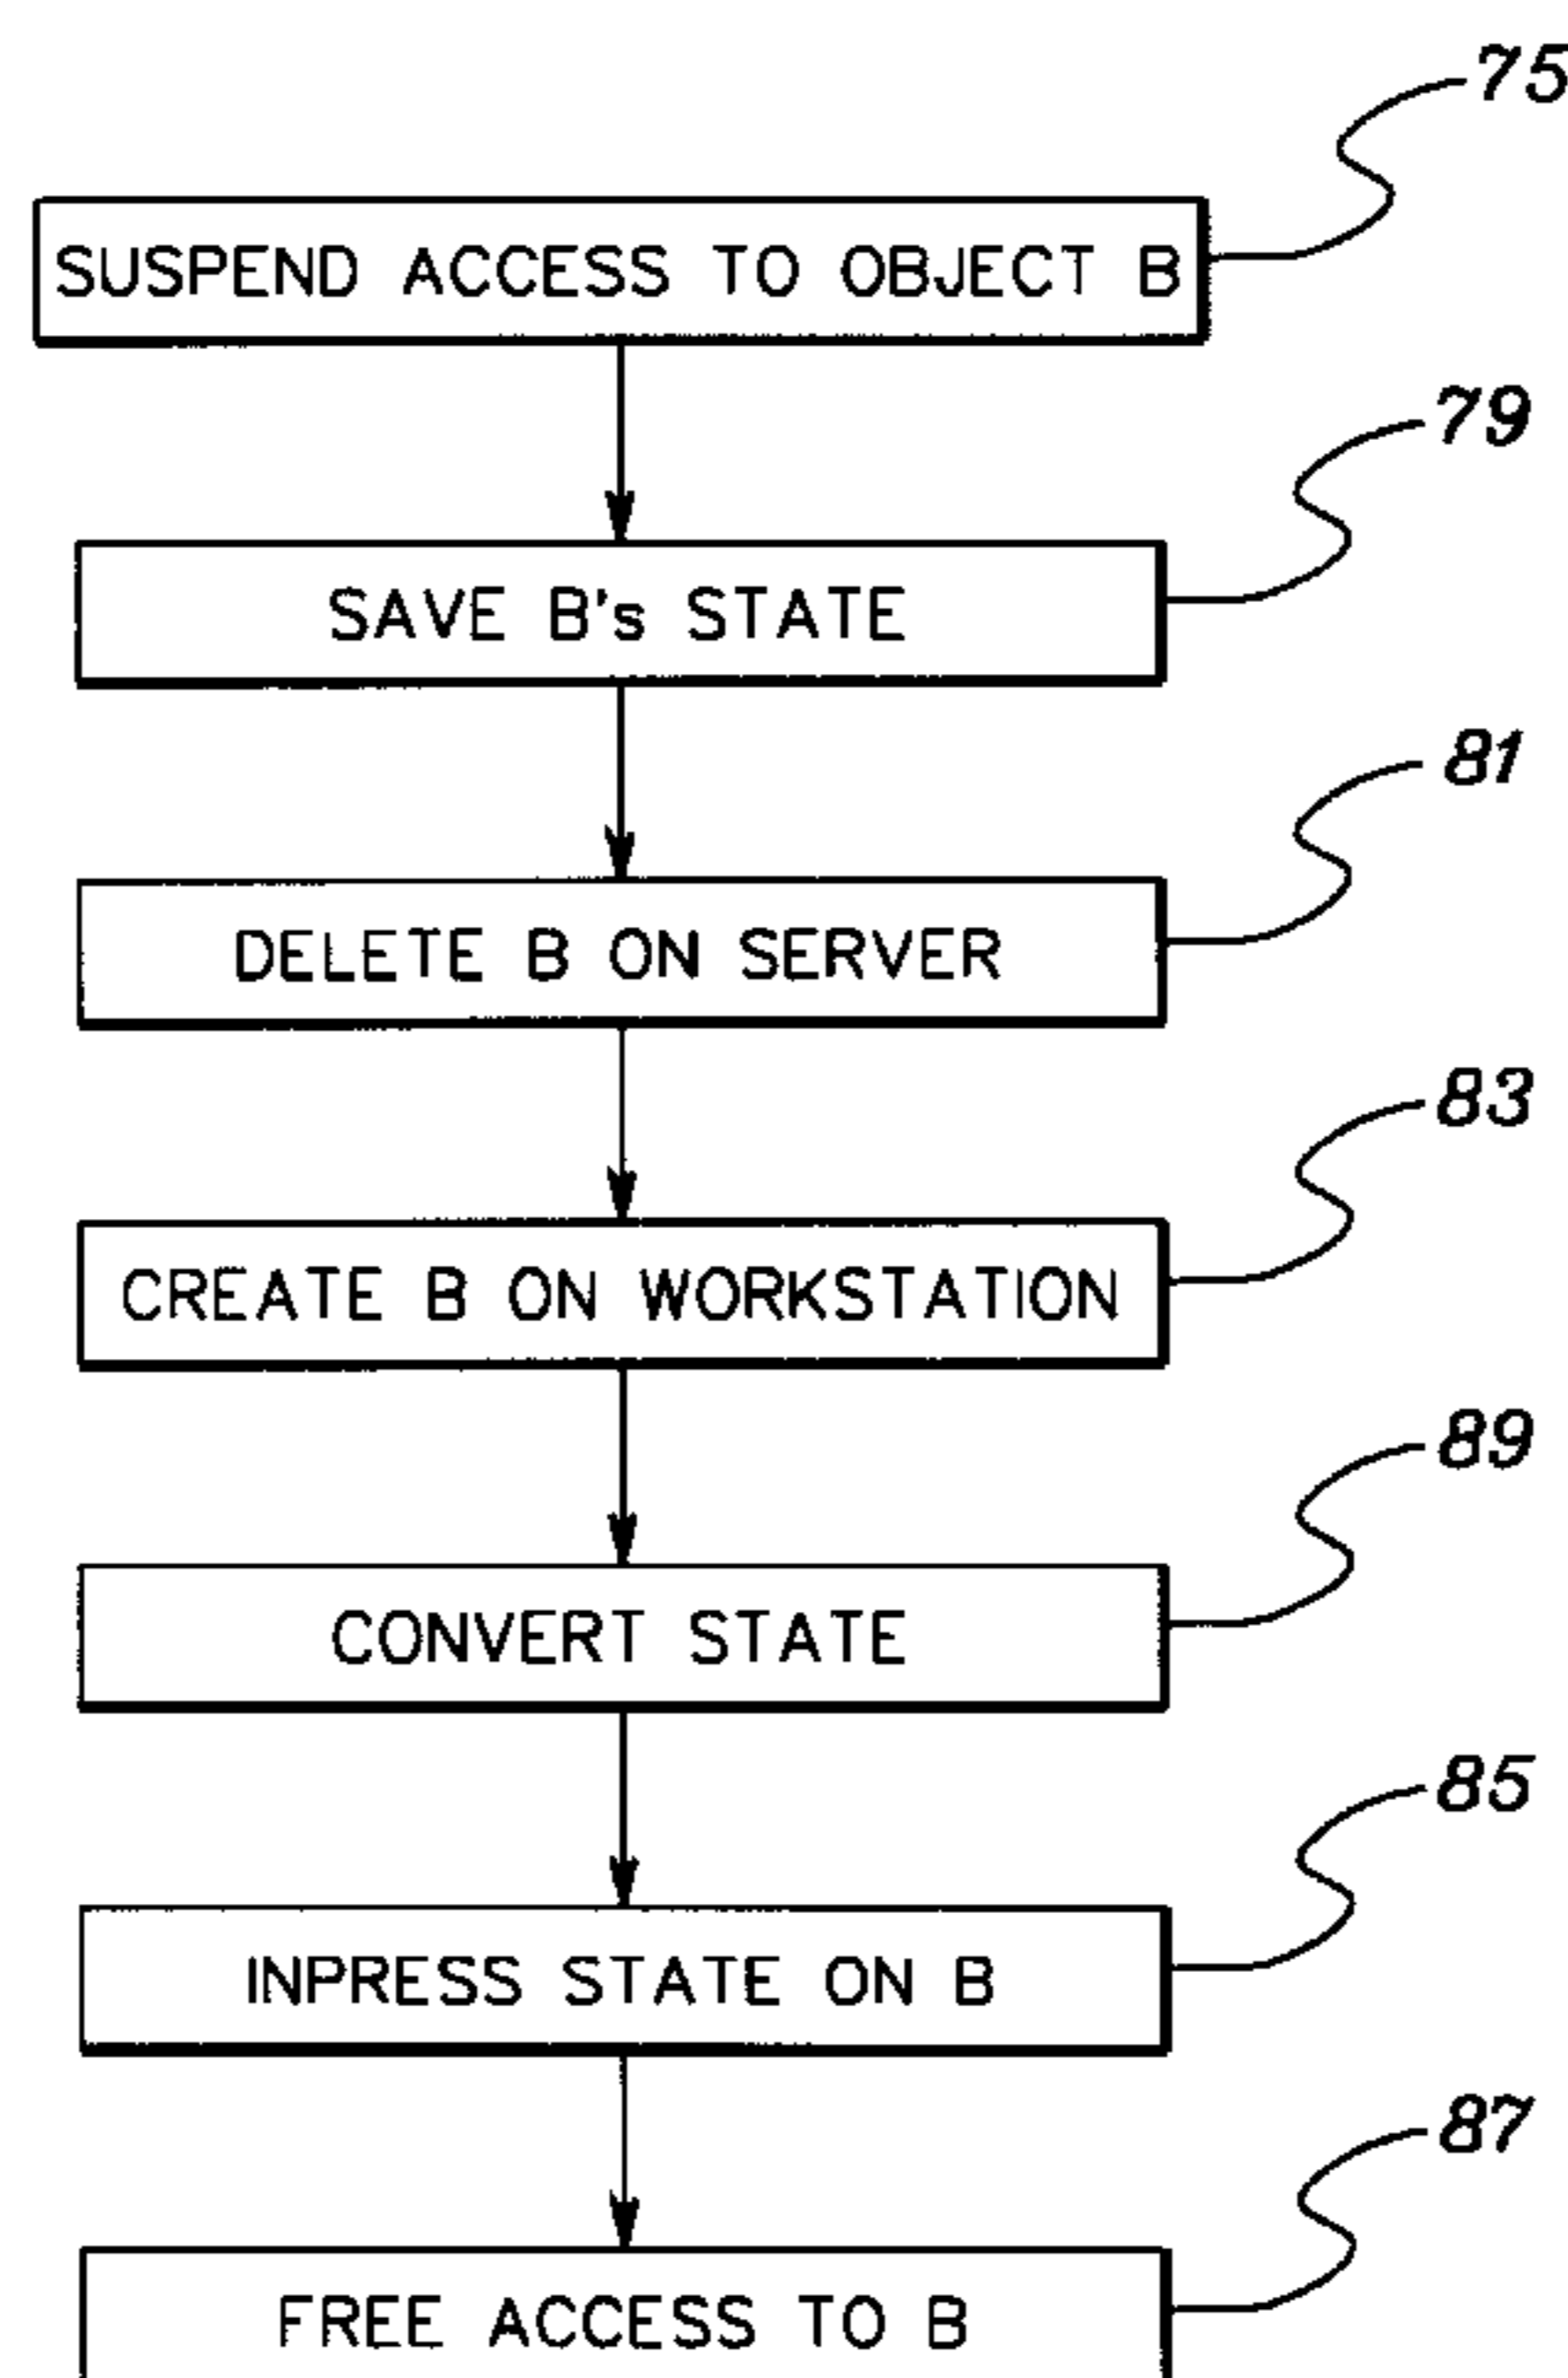 75
SUSPEND ACCESS TO OBJECT B
79
SAVE B's STATE
81
DELETE B ON SERVER
83
CREATE B ON WORKSTATION
89
CONVERT STATE
85
INPRESS STATE ON B
87
FREE ACCESS TO B